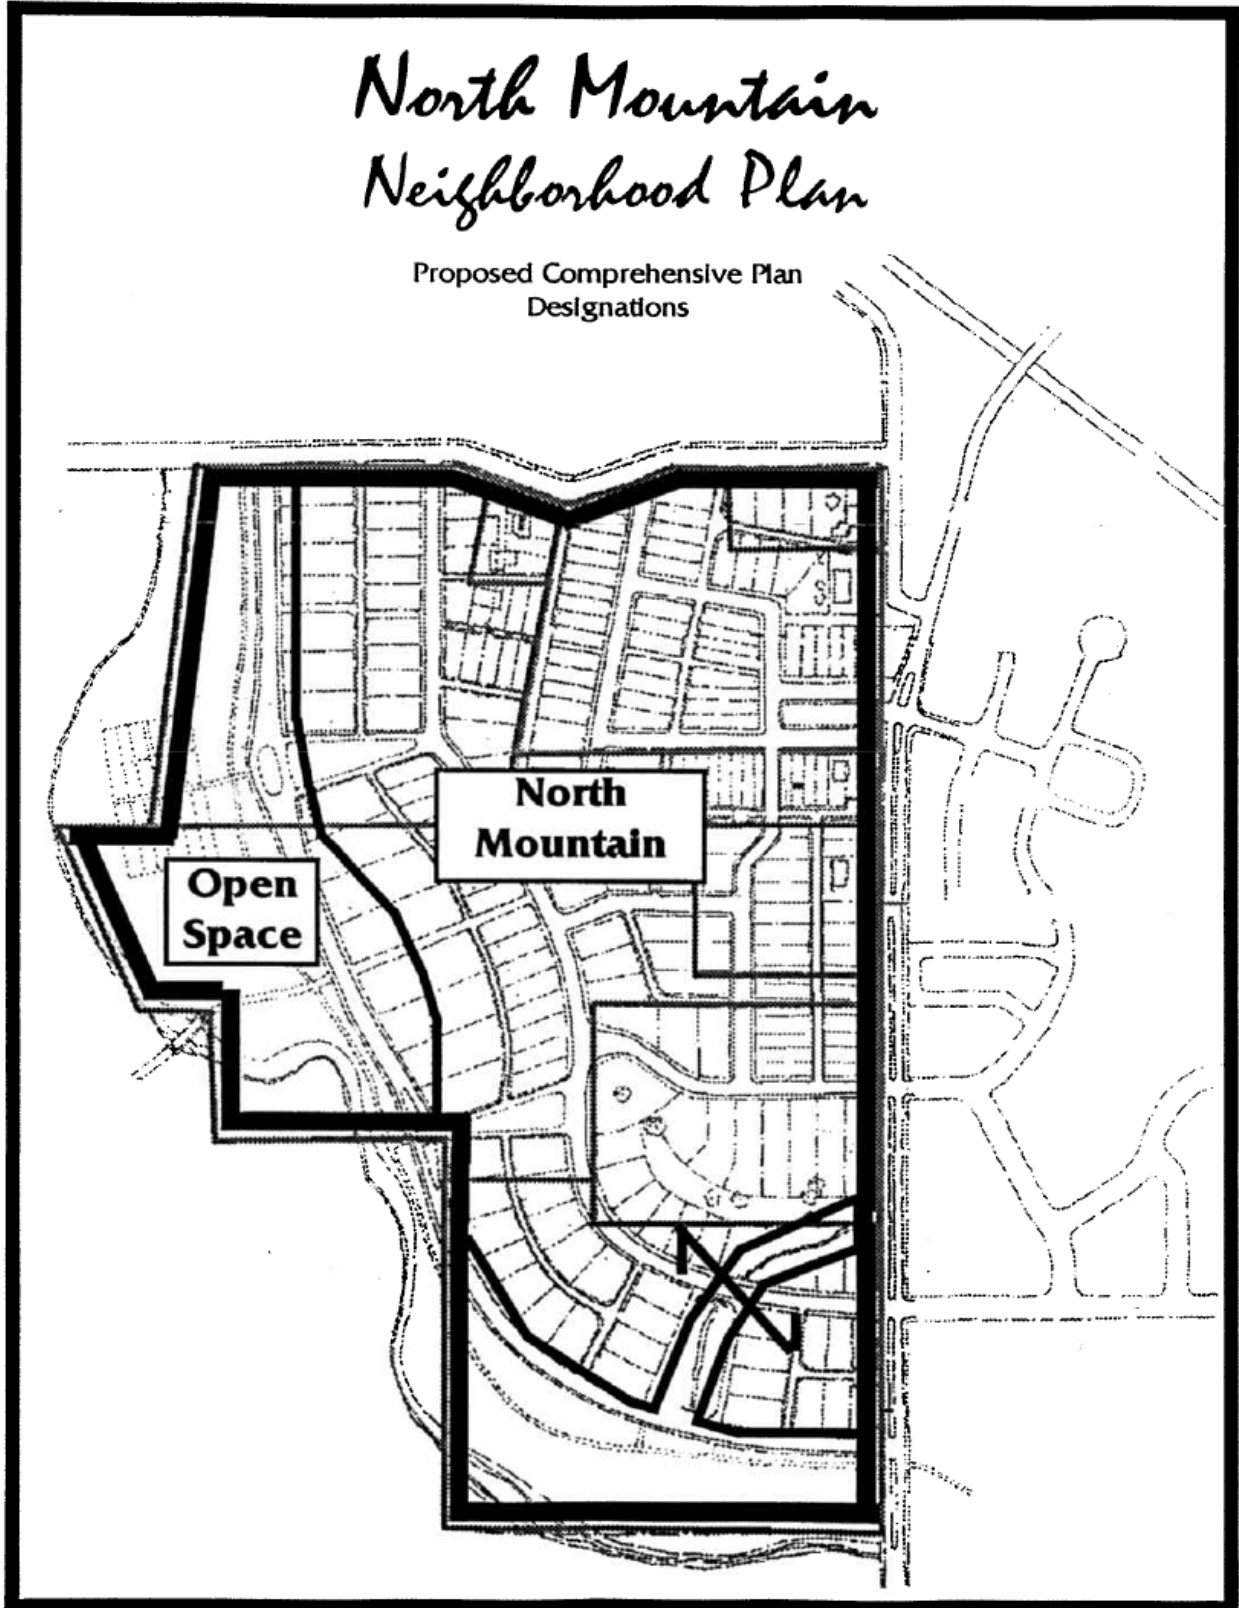 North Mountain
Neighborhood Plan
Proposed Comprehensive Plan
Designations
North
Mountain
Open
Space